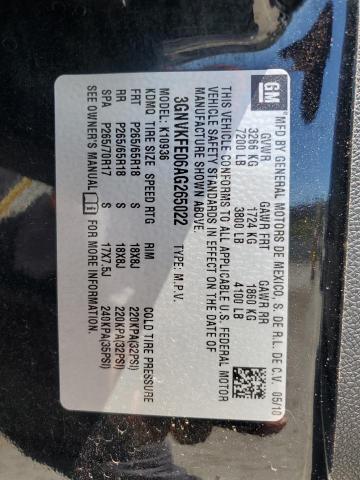 GM
MFD BY GENERAL MOTORS DE MEXICO, S. DE R.L. DE C.V. 05/10
GVWR GAWR FRT GAWR RR
3266 KG 1724 KG 1860 KG
7200 LB 3800 LB 4100 LB
THIS VEHICLE CONFORMS TO ALL APPLICABLE U.S. FEDERAL MOTOR
VEHICLE SAFETY STANDARDS IN EFFECT ON THE DATE OF
MANUFACTURE SHOWN ABOVE.
3GNVKFE06AG265022 TYPE: M.P.V.
MODEL: K10936
KDMQ TIRE SIZE SPEED RTG RIM COLD TIRE PRESSURE
FRT P265/65R18 S 18X8J 220KPA(32PSI)
RR P265/65R18 S 18X8J 220KPA(32PSI)
SPA P265/70R17 S 17X7.5J 240KPA(35PSI)
SEE OWNER'S MANUAL FOR MORE INFORMATION.